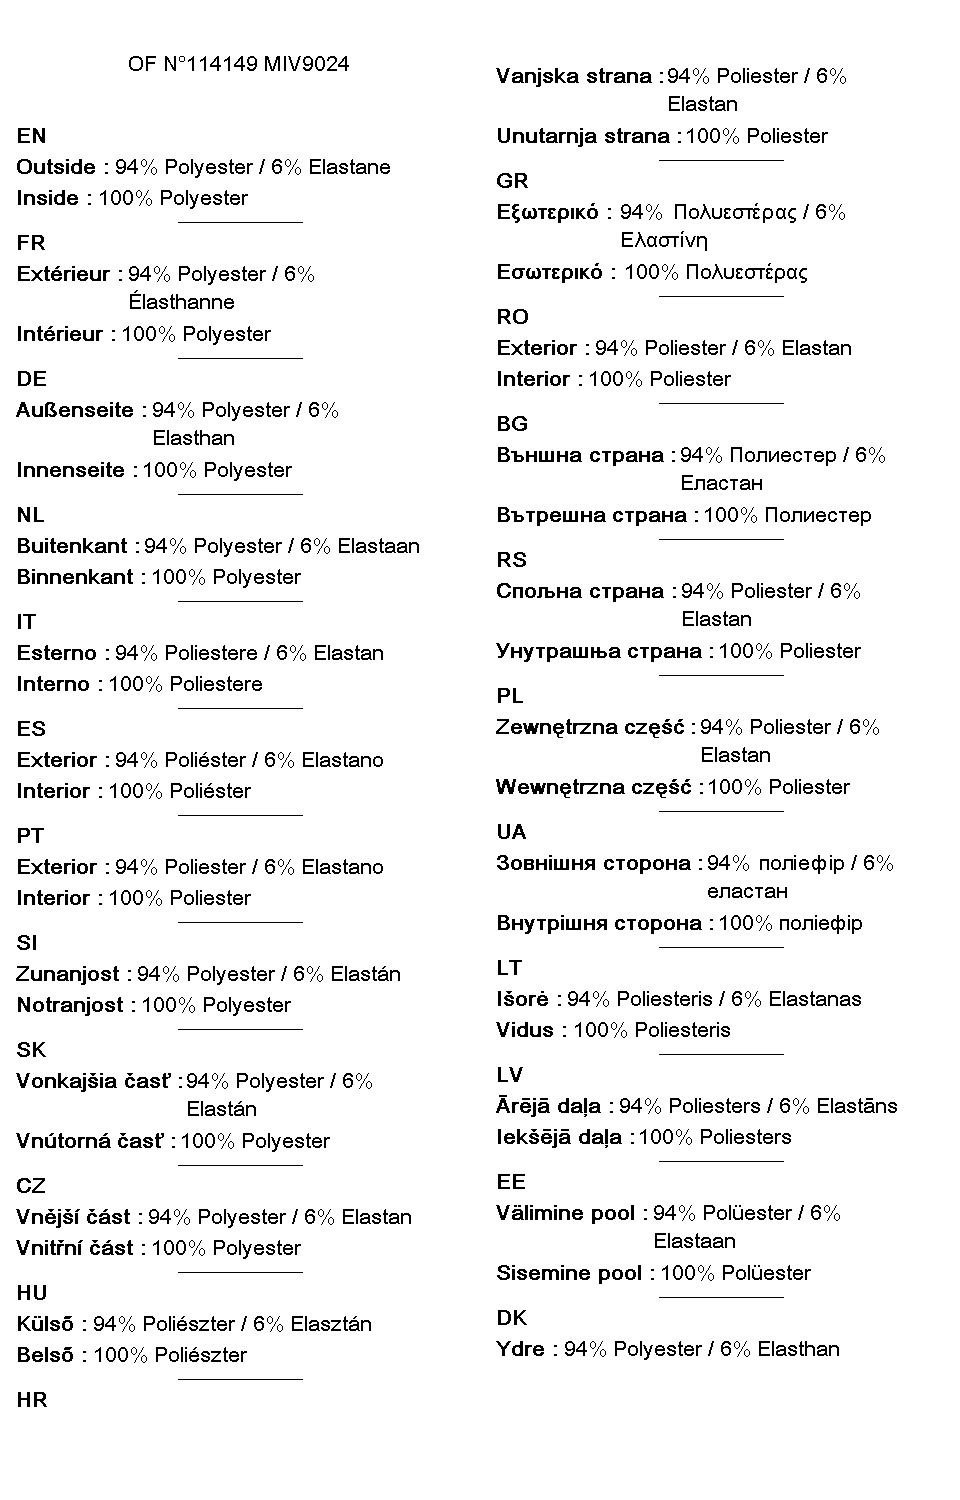 OF N°114149 MIV9024
EN
Outside : 94% Polyester / 6% Elastane
Inside : 100% Polyester
FR
Extérieur : 94% Polyester / 6%
Élasthanne
Intérieur : 100% Polyester
DE
Außenseite : 94% Polyester / 6%
Elasthan
Innenseite : 100% Polyester
NL
Buitenkant : 94% Polyester / 6% Elastaan
Binnenkant : 100% Polyester
IT
Esterno : 94% Poliestere / 6% Elastan
Interno : 100% Poliestere
ES
Exterior : 94% Poliéster / 6% Elastano
Interior : 100% Poliéster
PT
Exterior : 94% Poliester / 6% Elastano
Interior : 100% Poliester
SI
Zunanjost : 94% Polyester / 6% Elastán
Notranjost : 100% Polyester
SK
Vonkajšia časť : 94% Polyester / 6%
Elastán
Vnútorná časť : 100% Polyester
CZ
Vnější část : 94% Polyester / 6% Elastan
Vnitřní část : 100% Polyester
HU
Külső : 94% Poliészter / 6% Elasztán
Belső : 100% Poliészter
HR
Vanjska strana : 94% Poliester / 6%
Elastan
Unutarnja strana : 100% Poliester
GR
Εξωτερικό : 94% Πολυεστέρας / 6%
Ελαστίνη
Εσωτερικό : 100% Πολυεστέρας
RO
Exterior : 94% Poliester / 6% Elastan
Interior : 100% Poliester
BG
Външна страна : 94% Полиестер / 6%
Еластан
Вътрешна страна : 100% Полиестер
RS
Спољна страна : 94% Poliester / 6%
Elastan
Унутрашња страна : 100% Poliester
PL
Zewnętrzna część : 94% Poliester / 6%
Elastan
Wewnętrzna część : 100% Poliester
UA
Зовнішня сторона : 94% поліефір / 6%
еластан
Внутрішня сторона : 100% поліефір
LT
Išorė : 94% Poliesteris / 6% Elastanas
Vidus : 100% Poliesteris
LV
Ārējā daļa : 94% Poliesters / 6% Elastāns
Iekšējā daļa : 100% Poliesters
EE
Välimine pool : 94% Polüester / 6%
Elastaan
Sisemine pool : 100% Polüester
DK
Ydre : 94% Polyester / 6% Elasthan